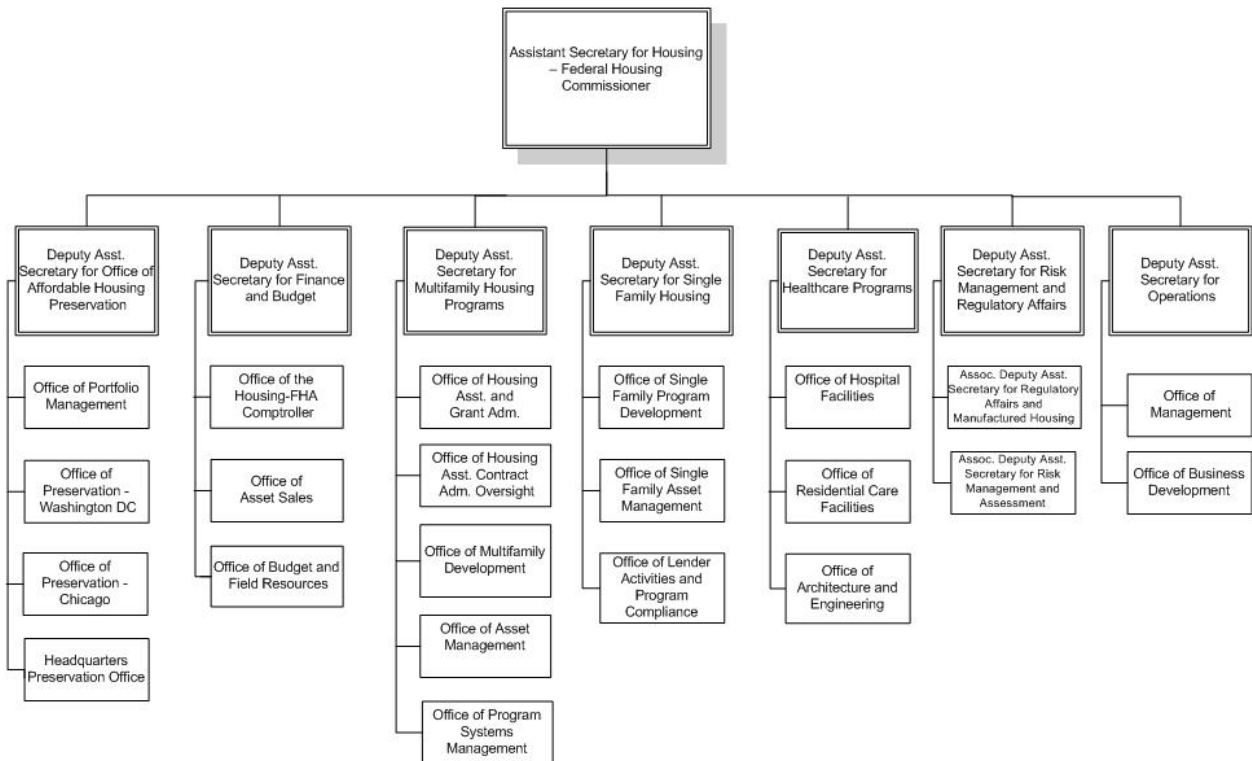 Assistant Secretary for Housing
– Federal Housing
Commissioner
Deputy Asst.
Secretary for Office of
Affordable Housing
Preservation
Deputy Asst.
Secretary for Finance
and Budget
Deputy Asst.
Secretary for
Multifamily Housing
Programs
Deputy Asst.
Secretary for Single
Family Housing
Deputy Asst.
Secretary for
Healthcare Programs
Deputy Asst.
Secretary for Risk
Management and
Regulatory Affairs
Deputy Asst.
Secretary for
Operations
Office of Portfolio
Management
Office of
Preservation -
Washington DC
Office of
Preservation -
Chicago
Headquarters
Preservation Office
Office of the
Housing-FHA
Comptroller
Office of
Asset Sales
Office of Budget and
Field Resources
Office of Housing
Asst. and
Grant Adm.
Office of Housing
Asst. Contract
Adm. Oversight
Office of Multifamily
Development
Office of Asset
Management
Office of Program
Systems
Management
Office of Single
Family Program
Development
Office of Single
Family Asset
Management
Office of Lender
Activities and
Program
Compliance
Office of Hospital
Facilities
Office of
Residential Care
Facilities
Office of
Architecture and
Engineering
Assoc. Deputy Asst.
Secretary for Regulatory
Affairs and
Manufactured Housing
Assoc. Deputy Asst.
Secretary for Risk
Management and
Assessment
Office of
Management
Office of Business
Development